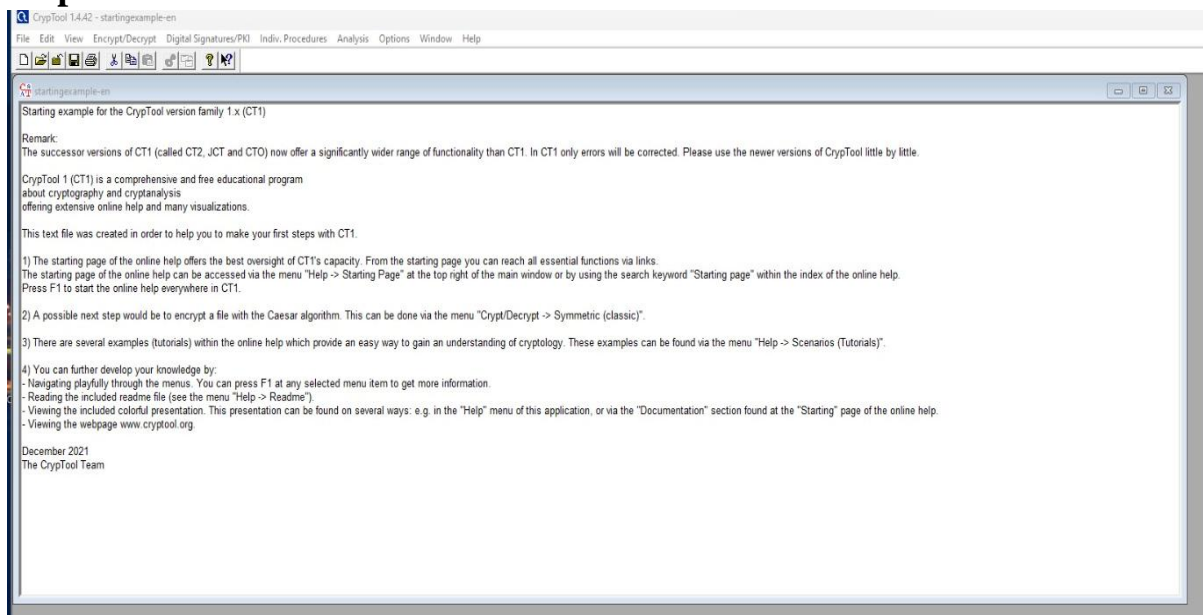 CrypTool 1.4.42 - startingexample-en
File Edit View Encrypt/Decrypt Digital Signatures/PKI Indiv. Procedures Analysis Options Window Help
startingexample-en
Starting example for the CrypTool version family 1.x (CT1)
Remark:
The successor versions of CT1 (called CT2, JCT and CTO) now offer a significantly wider range of functionality than CT1. In CT1 only errors will be corrected. Please use the newer versions of CrypTool little by little.
CrypTool 1 (CT1) is a comprehensive and free educational program
about cryptography and cryptanalysis
offering extensive online help and many visualizations.
This text file was created in order to help you to make your first steps with CT1.
1) The starting page of the online help offers the best oversight of CT1's capacity. From the starting page you can reach all essential functions via links.
The starting page of the online help can be accessed via the menu "Help -> Starting Page" at the top right of the main window or by using the search keyword "Starting page" within the index of the online help.
Press F1 to start the online help everywhere in CT1.
2) A possible next step would be to encrypt a file with the Caesar algorithm. This can be done via the menu "Crypt/Decrypt -> Symmetric (classic)".
3) There are several examples (tutorials) within the online help which provide an easy way to gain an understanding of cryptology. These examples can be found via the menu "Help -> Scenarios (Tutorials)".
4) You can further develop your knowledge by:
- Navigating playfully through the menus. You can press F1 at any selected menu item to get more information.
- Reading the included readme file (see the menu "Help -> Readme").
- Viewing the included colorful presentation. This presentation can be found on several ways: e.g. in the "Help" menu of this application, or via the "Documentation" section found at the "Starting" page of the online help.
- Viewing the webpage www.cryptool.org.
December 2021
The CrypTool Team